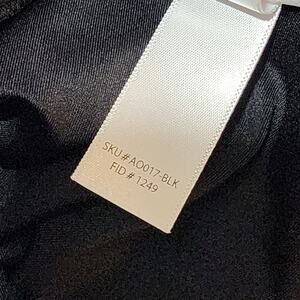 SKU# AO017-BLK
FID # 1249